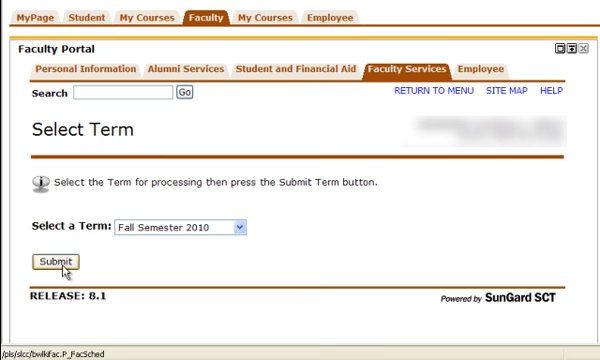 MyPage Student My Courses Faculty My Courses Employee
Faculty Portal
Personal Information Alumni Services Student and Financial Aid Faculty Services Employee
Search Go RETURN TO MENU SITE MAP HELP
Select Term
Select the Term for processing then press the Submit Term button.
Select a Term: Fall Semester 2010
Submit
RELEASE: 8.1 Powered by SunGard SCT
/pls/slcc/bwlkifac.P_FacSched